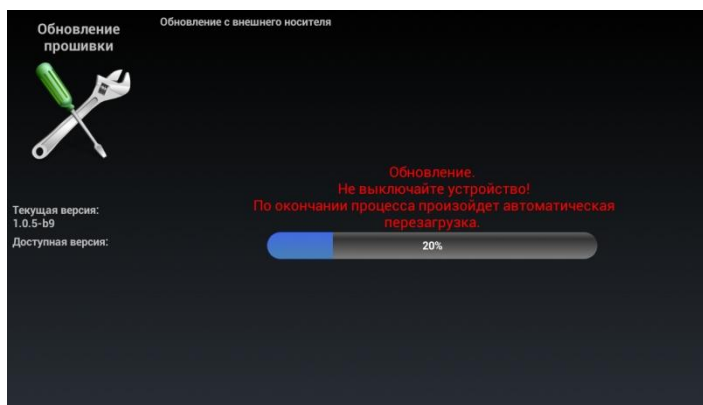 Обновление
прошивки
Обновление с внешнего носителя
Обновление.
Не выключайте устройство!
По окончании процесса произойдет автоматическая
перезагрузка.
20%
Текущая версия:
1.0.5-b9
Доступная версия: